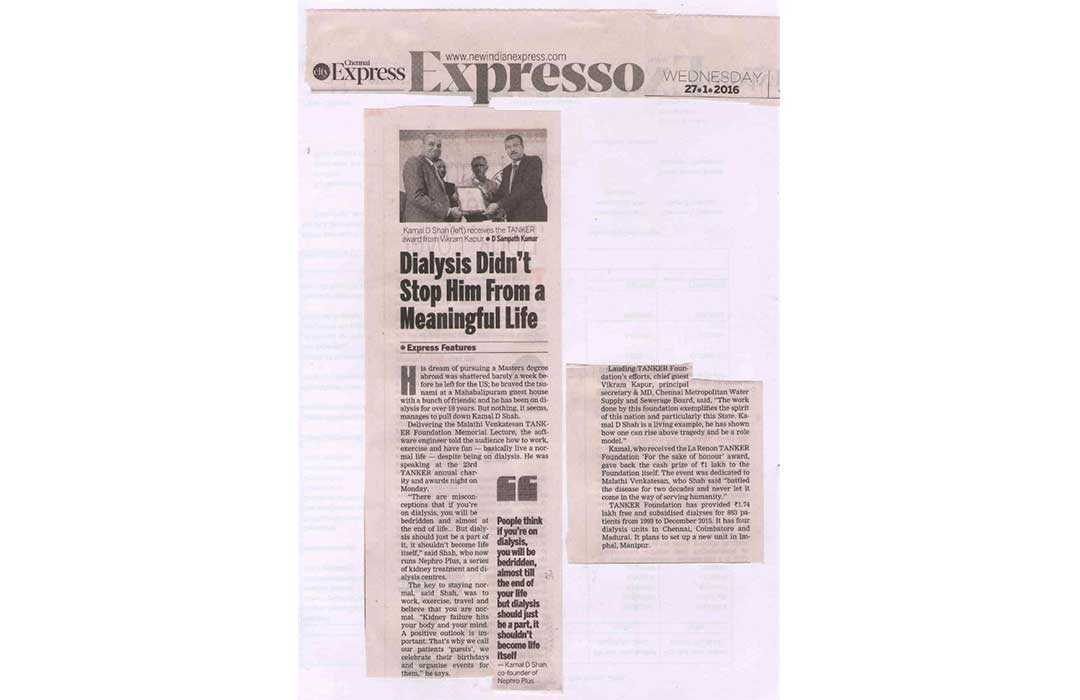 www.newindianexpress.com
Chennai
city Express
Expresso
WEDNESDAY
27•1•2016
Kamal D Shah (left) receives the TANKER
award from Vikram Kapur ● D Sampath Kumar
Dialysis Didn't
Stop Him From a
Meaningful Life
● Express Features
His dream of pursuing a Masters degree
abroad was shattered barely a week be-
fore he left for the US; he braved the tsu-
nami at a Mahabalipuram guest house
with a bunch of friends; and he has been on di-
alysis for over 18 years. But nothing, it seems,
manages to pull down Kamal D Shah.
Delivering the Malathi Venkatesan TANK-
ER Foundation Memorial Lecture, the soft-
ware engineer told the audience how to work,
exercise and have fun — basically live a nor-
mal life — despite being on dialysis. He was
speaking at the 23rd
TANKER annual char-
ity and awards night on
Monday.
"There are miscon-
ceptions that if you're
on dialysis, you will be
bedridden and almost at
the end of life... But dialy-
sis should just be a part of
it, it shouldn't become life
itself," said Shah, who now
runs Nephro Plus, a series
of kidney treatment and di-
alysis centres.
The key to staying nor-
mal, said Shah, was to
work, exercise, travel and
believe that you are nor-
mal. "Kidney failure hits
your body and your mind.
A positive outlook is im-
portant. That's why we call
our patients 'guests', we
celebrate their birthdays
and organise events for
them," he says.
People think
if you're on
dialysis,
you will be
bedridden,
almost till
the end of
your life
but dialysis
should just
be a part, it
shouldn't
become life
itself
— Kamal D Shah,
co-founder of
Nephro Plus
Lauding TANKER Foun-
dation's efforts, chief guest
Vikram Kapur, principal
secretary & MD, Chennai Metropolitan Water
Supply and Sewerage Board, said, "The work
done by this foundation exemplifies the spirit
of this nation and particularly this State. Ka-
mal D Shah is a living example, he has shown
how one can rise above tragedy and be a role
model."
Kamal, who received the La Renon TANKER
Foundation 'For the sake of honour' award,
gave back the cash prize of ₹1 lakh to the
Foundation itself. The event was dedicated to
Malathi Venkatesan, who Shah said "battled
the disease for two decades and never let it
come in the way of serving humanity."
TANKER Foundation has provided ₹1.74
lakh free and subsidised dialyses for 883 pa-
tients from 1993 to December 2015. It has four
dialysis units in Chennai, Coimbatore and
Madurai. It plans to set up a new unit in Im-
phal, Manipur.